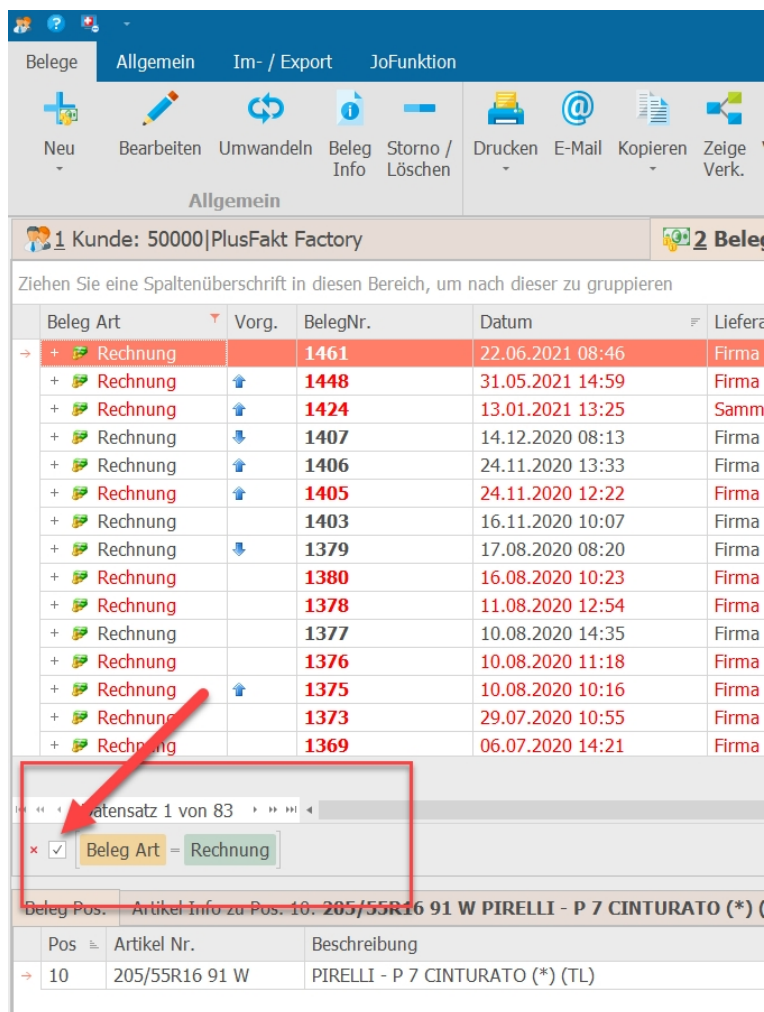 Belege Allgemein Im- / Export JoFunktion
Neu Bearbeiten Umwandeln Beleg Info Storno / Löschen Drucken E-Mail Kopieren Zeige Verk.
Allgemein
1 Kunde: 50000|PlusFakt Factory 2 Beleg
Ziehen Sie eine Spaltenüberschrift in diesen Bereich, um nach dieser zu gruppieren
Beleg Art Vorg. BelegNr. Datum Liefera
+ Rechnung 1461 22.06.2021 08:46 Firma
+ Rechnung 1448 31.05.2021 14:59 Firma
+ Rechnung 1424 13.01.2021 13:25 Samm
+ Rechnung 1407 14.12.2020 08:13 Firma
+ Rechnung 1406 24.11.2020 13:33 Firma
+ Rechnung 1405 24.11.2020 12:22 Firma
+ Rechnung 1403 16.11.2020 10:07 Firma
+ Rechnung 1379 17.08.2020 08:20 Firma
+ Rechnung 1380 16.08.2020 10:23 Firma
+ Rechnung 1378 11.08.2020 12:54 Firma
+ Rechnung 1377 10.08.2020 14:35 Firma
+ Rechnung 1376 10.08.2020 11:18 Firma
+ Rechnung 1375 10.08.2020 10:16 Firma
+ Rechnung 1373 29.07.2020 10:55 Firma
+ Rechnung 1369 06.07.2020 14:21 Firma
Datensatz 1 von 83
Beleg Art = Rechnung
Beleg Pos. Artikel Info zu Pos. 10: 205/55R16 91 W PIRELLI - P 7 CINTURATO (*) (
Pos Artikel Nr. Beschreibung
10 205/55R16 91 W PIRELLI - P 7 CINTURATO (*) (TL)